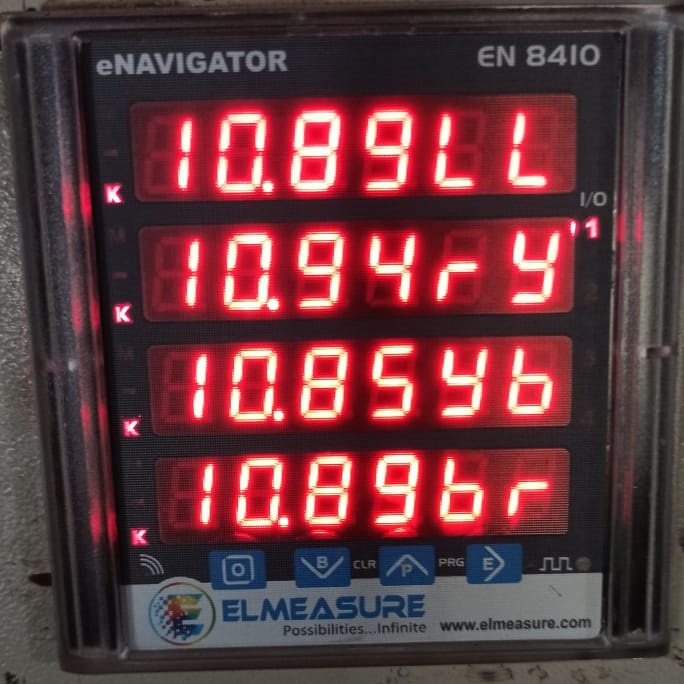 eNAVIGATOR EN 8410
10.89LL
K
I/O
10.94ry
1
K
10.85yb
K
10.89br
K
O B CLR P PRG E
ELMEASURE
Possibilities...Infinite www.elmeasure.com